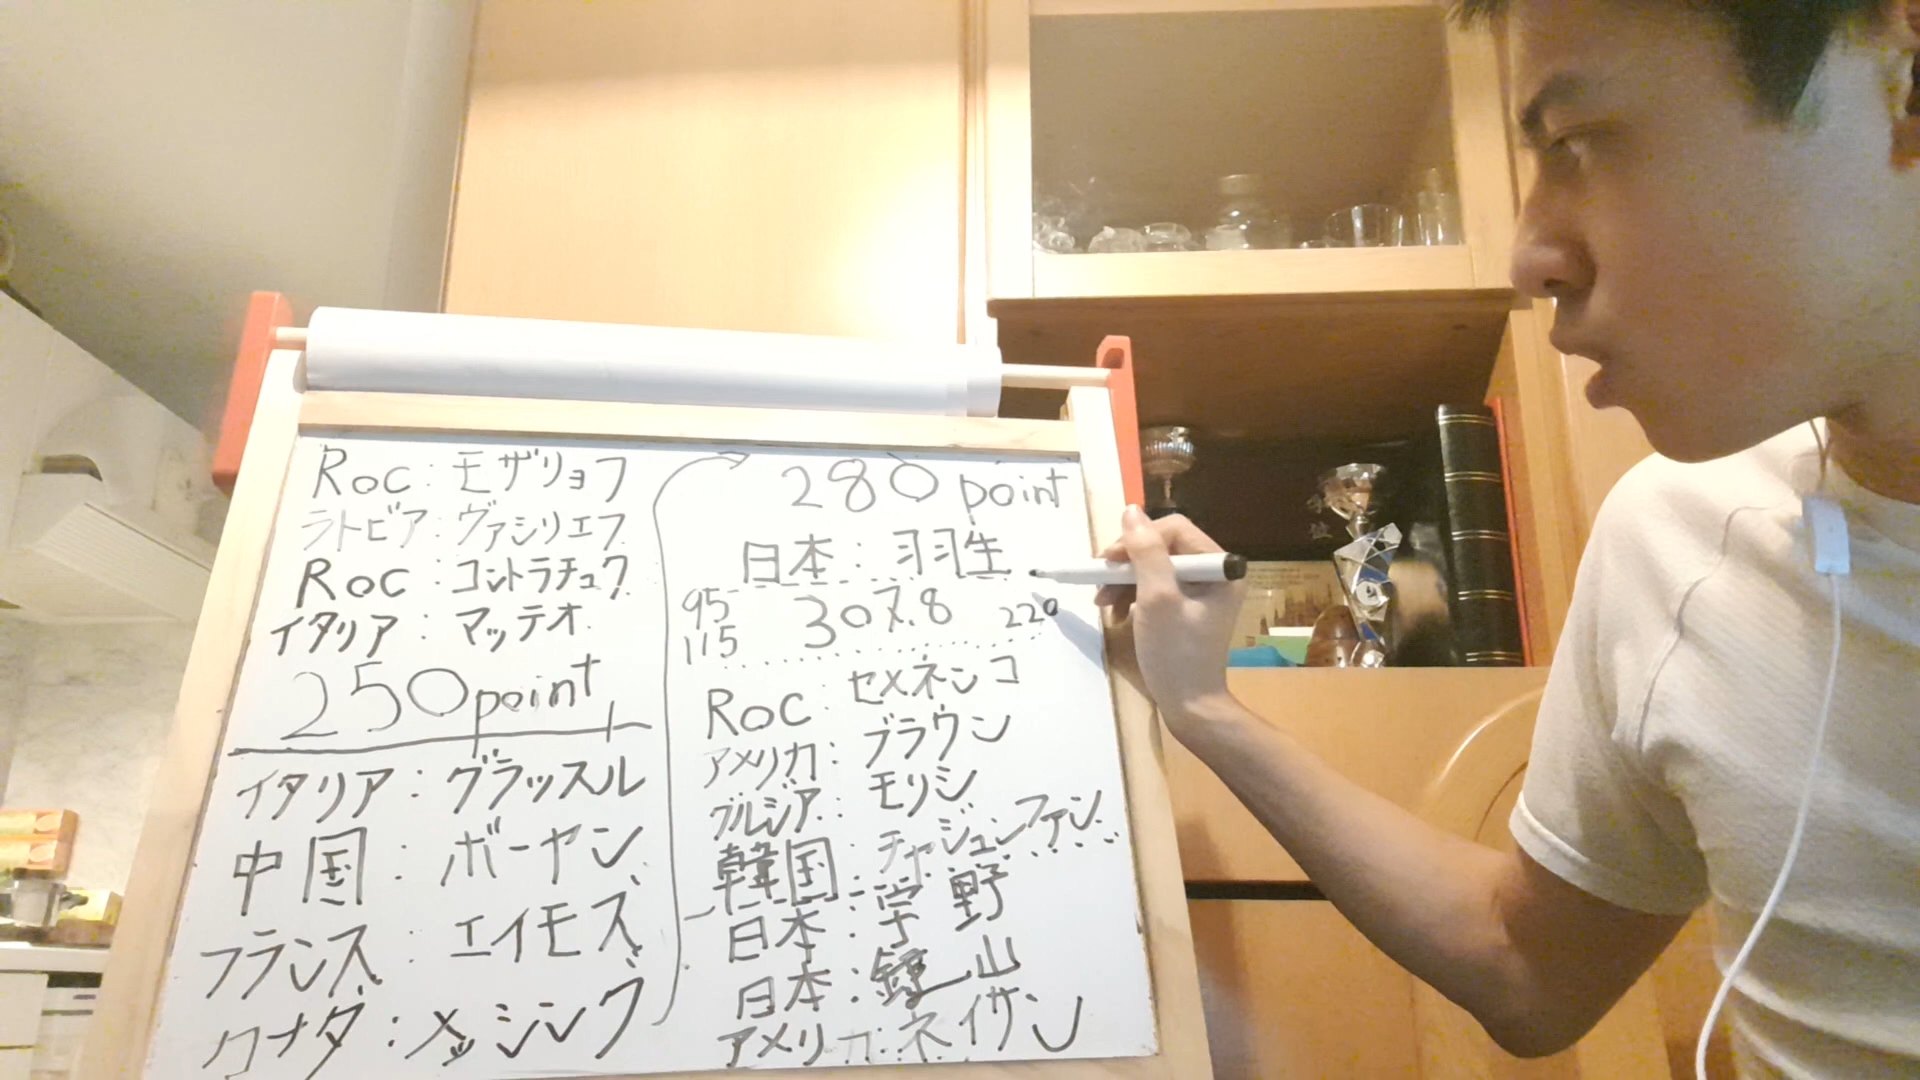 Roc：モザリョフ
ラトビア：ヴァシリエフ
Roc：コントラチュク
イタリア：マッテオ
250point
イタリア：グラッスル
中国：ボーヤン
フランス：エイモズ
カナダ：メッシング
280 point
日本：羽生
95
115
307.8
220
Roc：セメネンコ
アメリカ：ブラウン
グルジア：モリシ
韓国：チャジュンファン
日本：宇野
日本：鍵山
アメリカ：ネイサン